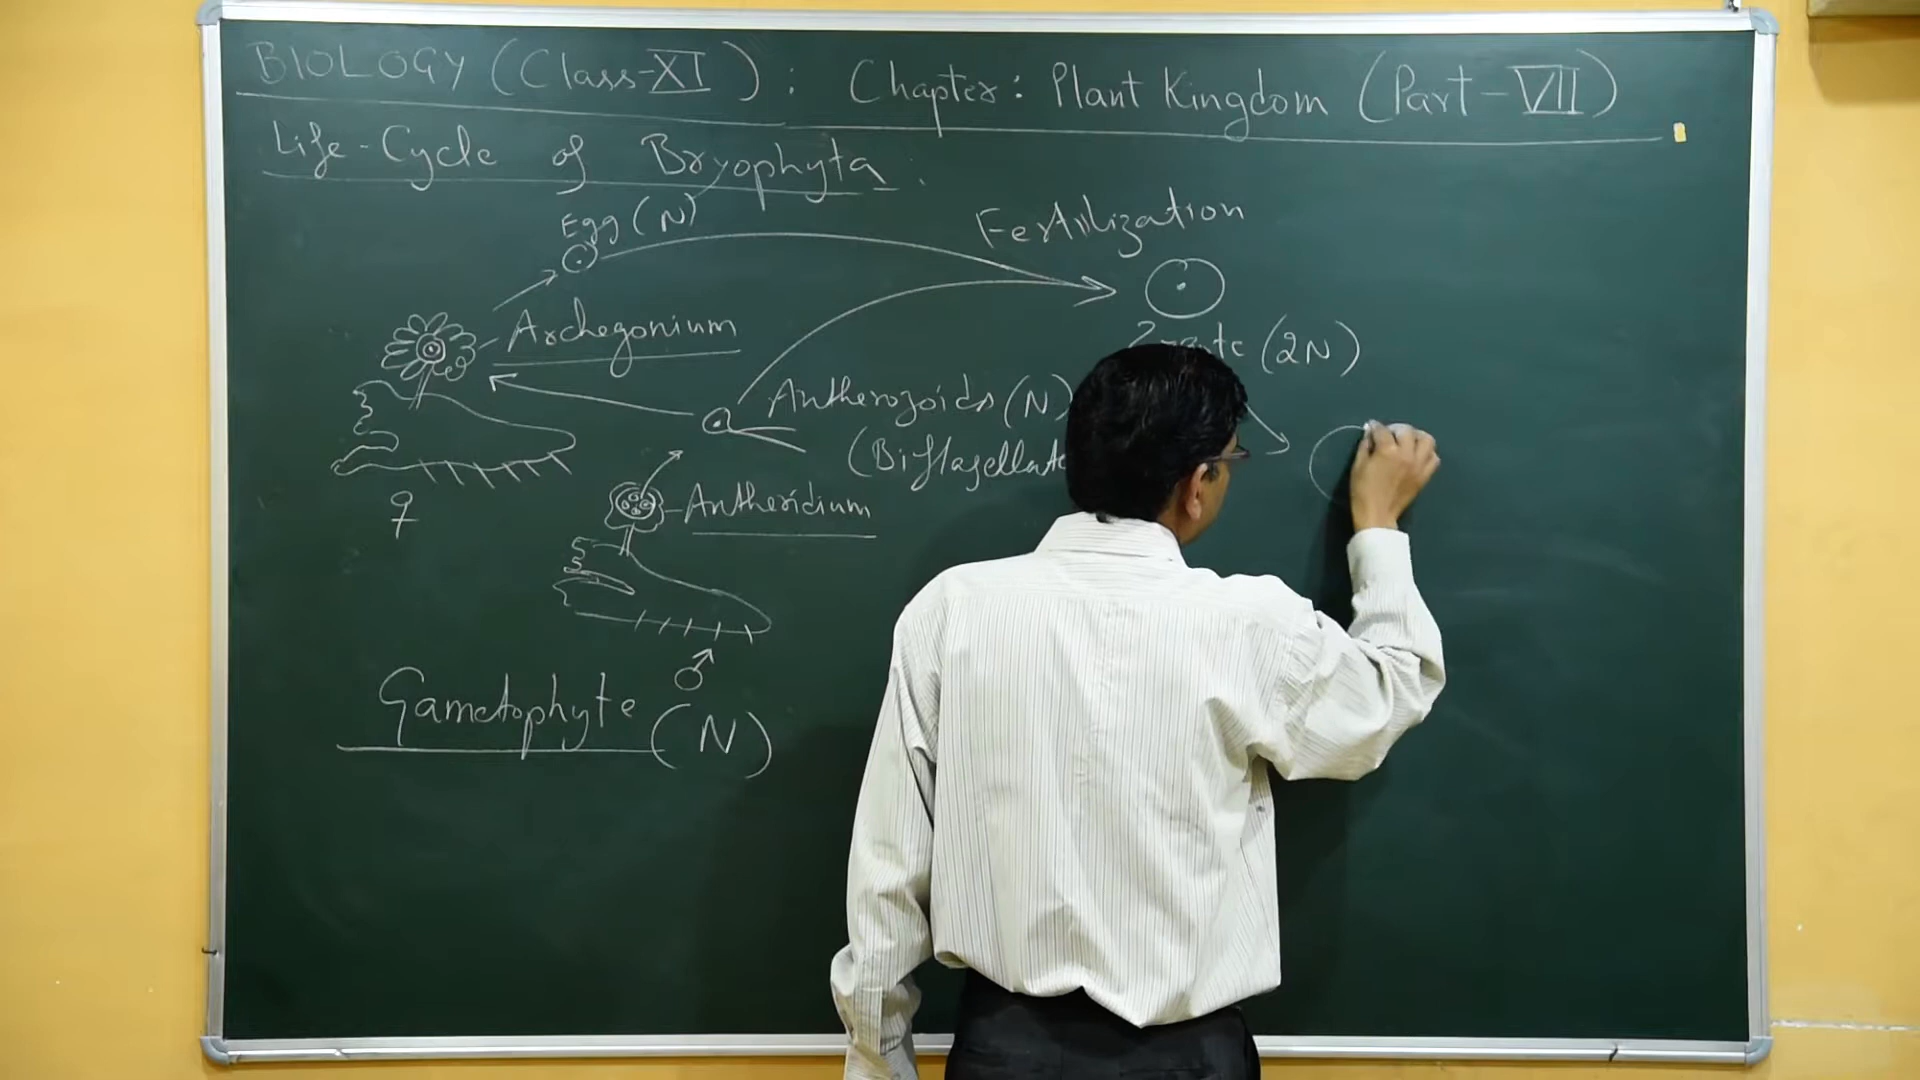 BIOLOGY (Class-XI) : Chapter: Plant Kingdom (Part-VII)
Life-Cycle of Bryophyta :
Egg (N)
Fertilization
Archegonium
(2N)
Antherozoids (N)
(Biflagellate
Antheridium
♀
♂
Gametophyte (N)